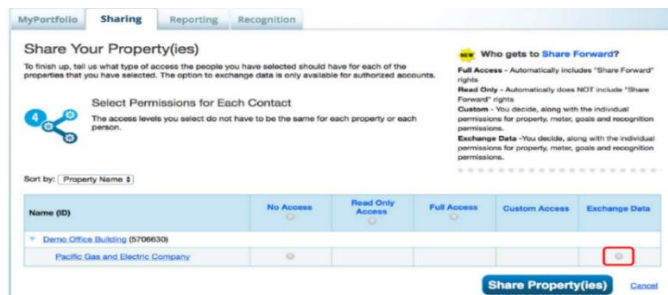 MyPortfolio Sharing Reporting Recognition
Share Your Property(ies)
To finish up, tell us what type of access the people you have selected should have for each of the
properties that you have selected. The option to exchange data is only available for authorized accounts.
4
Select Permissions for Each Contact
The access levels you select do not have to be the same for each property or each
person.
NEW Who gets to Share Forward?
Full Access - Automatically includes "Share Forward"
rights
Read Only - Automatically does NOT include "Share
Forward" rights
Custom - You decide, along with the individual
permissions for property, meter, goals and recognition
permissions.
Exchange Data -You decide, along with the individual
permissions for property, meter, goals and recognition
permissions.
Sort by: Property Name
Name (ID) No Access Read Only Access Full Access Custom Access Exchange Data
Demo Office Building (5706630)
Pacific Gas and Electric Company
Share Property(ies) Cancel